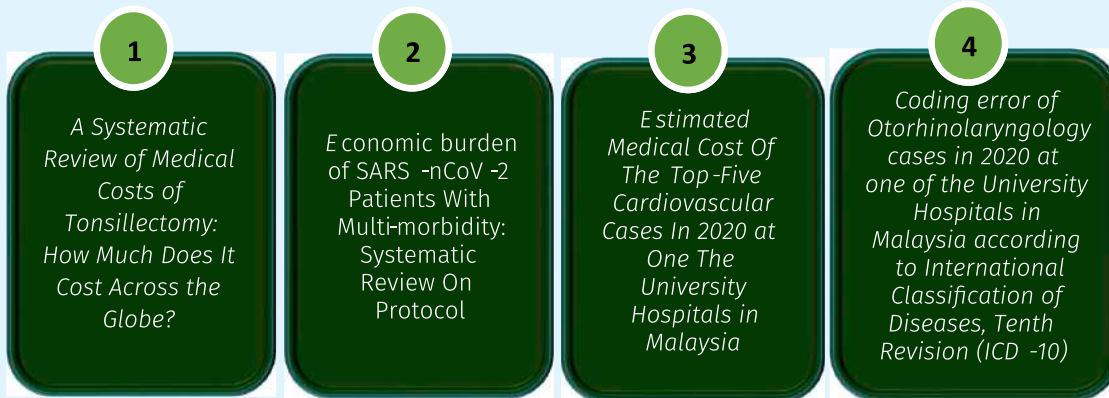 1
A Systematic
Review of Medical
Costs of
Tonsillectomy:
How Much Does It
Cost Across the
Globe?
2
Economic burden
of SARS -nCoV -2
Patients With
Multi-morbidity:
Systematic
Review On
Protocol
3
Estimated
Medical Cost Of
The Top-Five
Cardiovascular
Cases In 2020 at
One The
University
Hospitals in
Malaysia
4
Coding error of
Otorhinolaryngology
cases in 2020 at
one of the University
Hospitals in
Malaysia according
to International
Classification of
Diseases, Tenth
Revision (ICD -10)